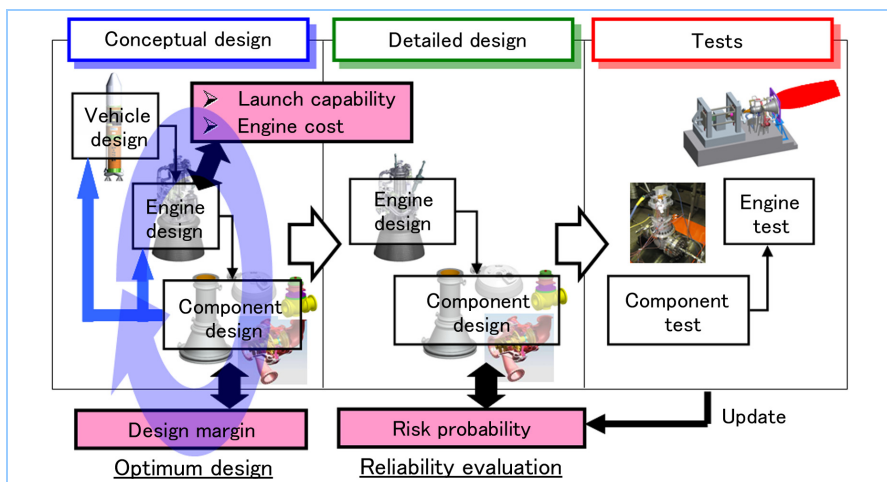 Conceptual design
Detailed design
Tests
Vehicle
design
➢ Launch capability
➢ Engine cost
Engine
design
Component
design
Engine
design
Component
design
Engine
test
Component
test
Design margin
Risk probability
Update
Optimum design
Reliability evaluation